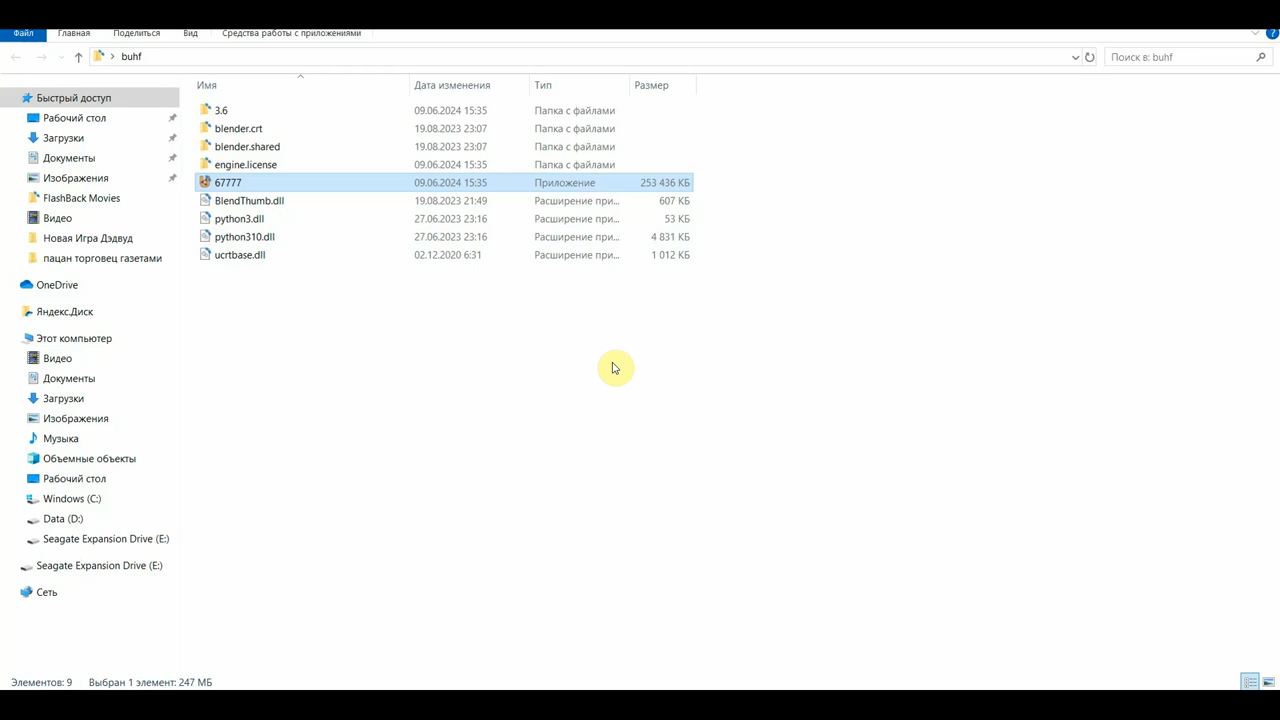 Файл Главная Поделиться Вид Средства работы с приложениями
buhf Поиск в: buhf
Имя Дата изменения Тип Размер
3.6 09.06.2024 15:35 Папка с файлами
blender.crt 19.08.2023 23:07 Папка с файлами
blender.shared 19.08.2023 23:07 Папка с файлами
engine.license 09.06.2024 15:35 Папка с файлами
67777 09.06.2024 15:35 Приложение 253 436 КБ
BlendThumb.dll 19.08.2023 21:49 Расширение при... 607 КБ
python3.dll 27.06.2023 23:16 Расширение при... 53 КБ
python310.dll 27.06.2023 23:16 Расширение при... 4 831 КБ
ucrtbase.dll 02.12.2020 6:31 Расширение при... 1 012 КБ
Быстрый доступ
Рабочий стол
Загрузки
Документы
Изображения
FlashBack Movies
Видео
Новая Игра Дэдвуд
пацан торговец газетами
OneDrive
Яндекс.Диск
Этот компьютер
Видео
Документы
Загрузки
Изображения
Музыка
Объемные объекты
Рабочий стол
Windows (C:)
Data (D:)
Seagate Expansion Drive (E:)
Seagate Expansion Drive (E:)
Сеть
Элементов: 9 Выбран 1 элемент: 247 МБ